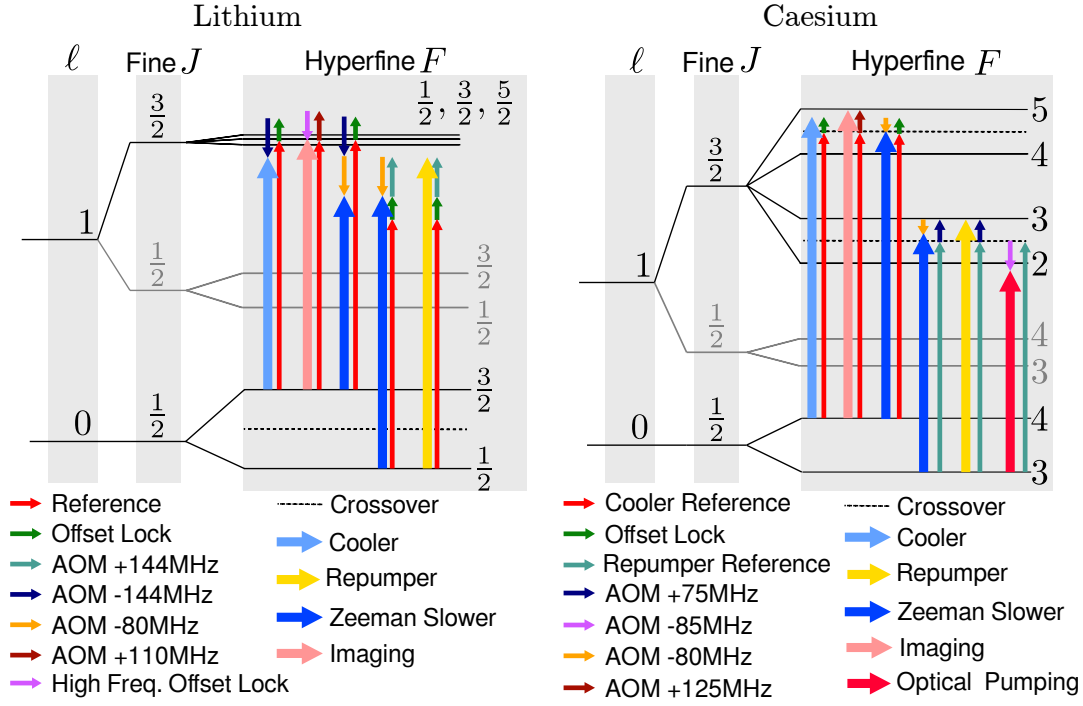 Lithium
ℓ Fine J Hyperfine F
3/2
1/2, 3/2, 5/2
1
1/2
3/2
1/2
3/2
0
1/2
1/2
Reference
Offset Lock
AOM +144MHz
AOM -144MHz
AOM -80MHz
AOM +110MHz
High Freq. Offset Lock
Crossover
Cooler
Repumper
Zeeman Slower
Imaging
Caesium
ℓ Fine J Hyperfine F
5
4
3/2
3
2
1
1/2
4
3
0
1/2
4
3
Cooler Reference
Offset Lock
Repumper Reference
AOM +75MHz
AOM -85MHz
AOM -80MHz
AOM +125MHz
Crossover
Cooler
Repumper
Zeeman Slower
Imaging
Optical Pumping